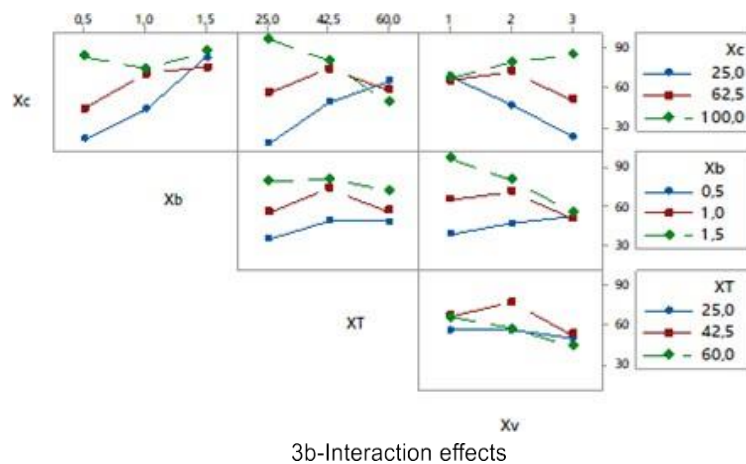 0,5 1,0 1,5 25,0 42,5 60,0 1 2 3
Xc
90
60
30
Xc
25,0
62,5
100,0
Xb
90
60
30
Xb
0,5
1,0
1,5
XT
90
60
30
XT
25,0
42,5
60,0
Xv
3b-Interaction effects